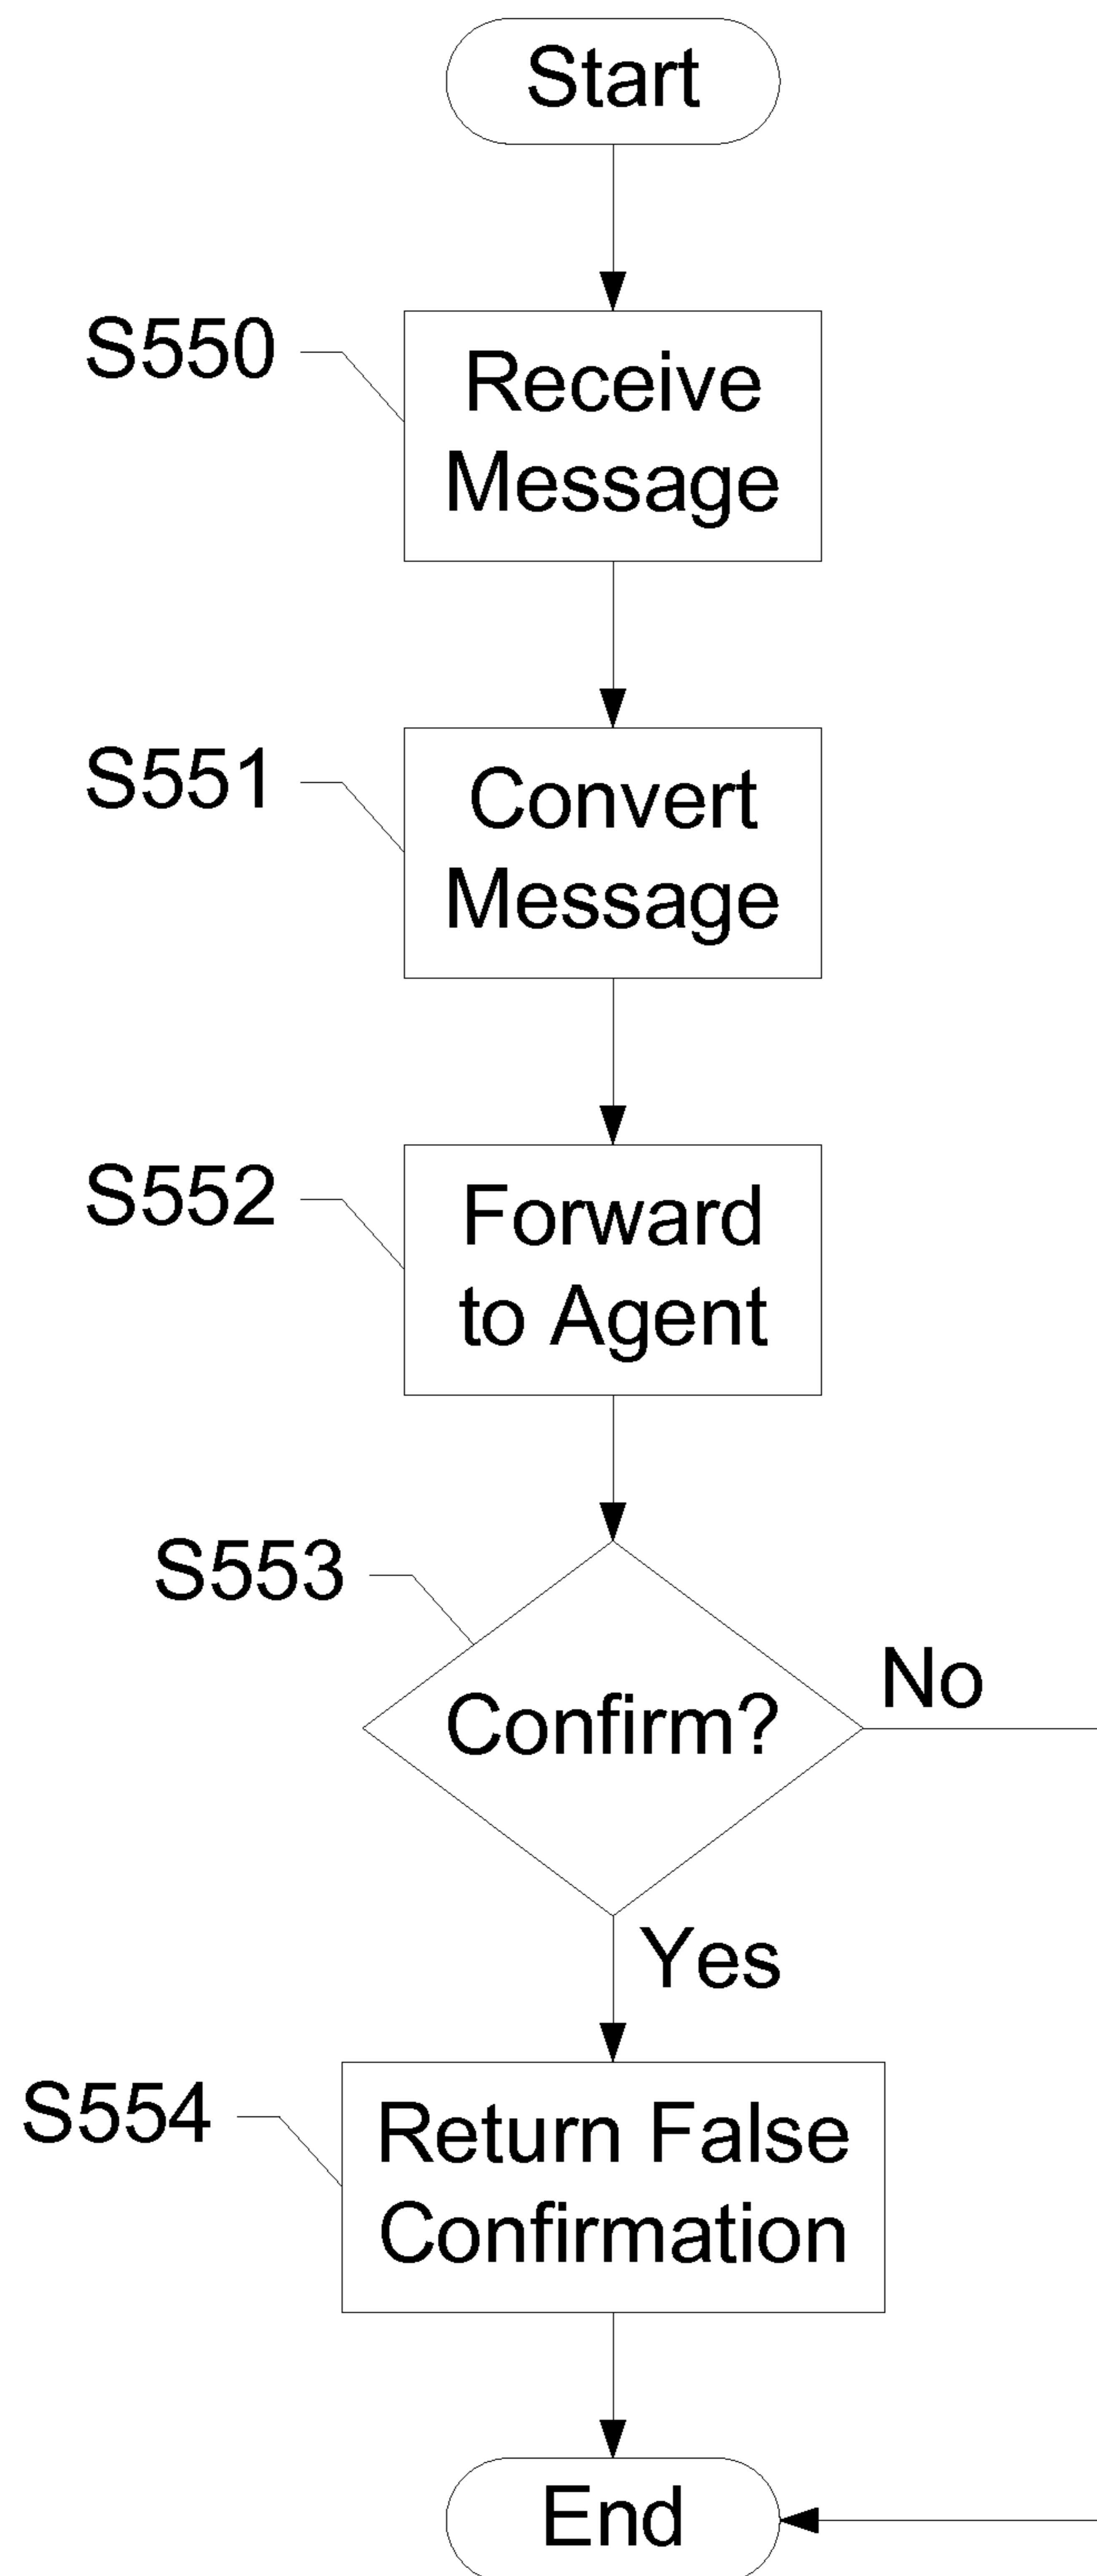 Start
S550
Receive
Message
S551
Convert
Message
S552
Forward
to Agent
S553
Confirm?
No
Yes
S554
Return False
Confirmation
End